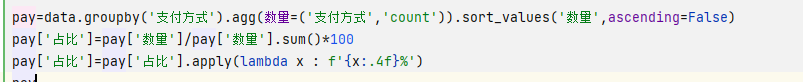 pay=data.groupby('支付方式').agg(数量=('支付方式','count')).sort_values('数量',ascending=False)
pay['占比']=pay['数量']/pay['数量'].sum()*100
pay['占比']=pay['占比'].apply(lambda x : f'{x:.4f}%')
pay